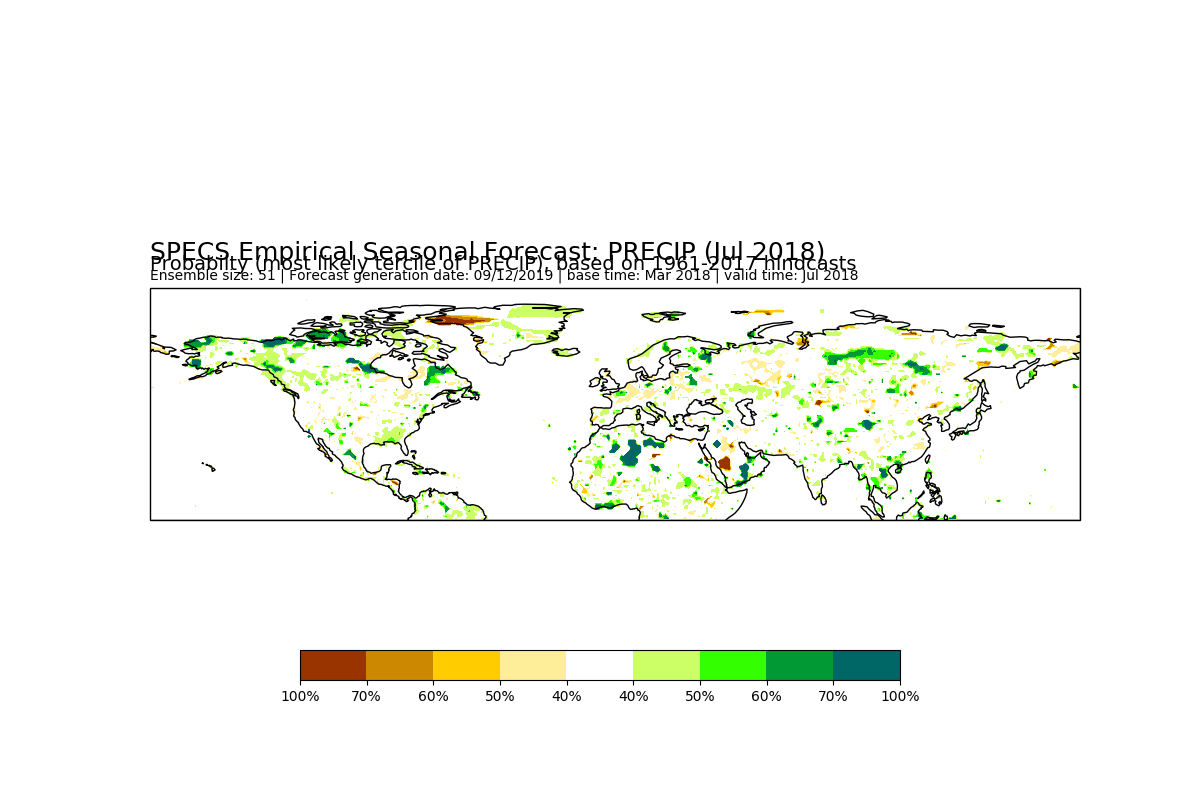 SPECS Empirical Seasonal Forecast: PRECIP (Jul 2018)
Probabilty (most likely tercile of PRECIP), based on 1961-2017 hindcasts
Ensemble size: 51 | Forecast generation date: 09/12/2019 | base time: Mar 2018 | valid time: Jul 2018
100% 70% 60% 50% 40% 40% 50% 60% 70% 100%